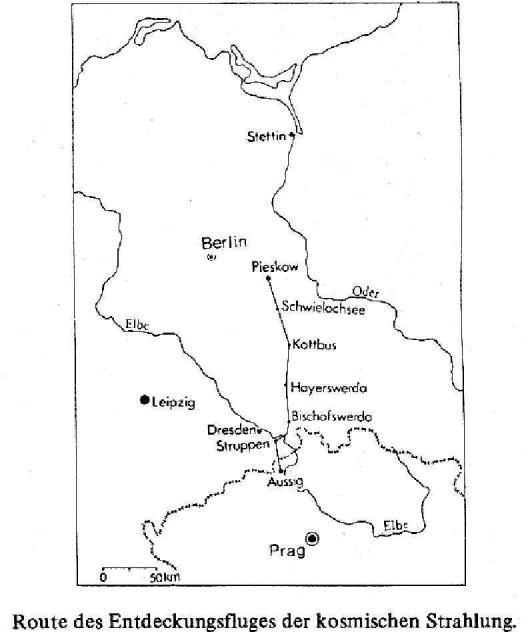 Stettin
Berlin
Pieskow
Oder
Schwielochsee
Elbe
Kottbus
Hayerswerda
Leipzig
Bischofswerda
Dresden
Struppen
Aussig
Elbe
Prag
0 50km
Route des Entdeckungsfluges der kosmischen Strahlung.